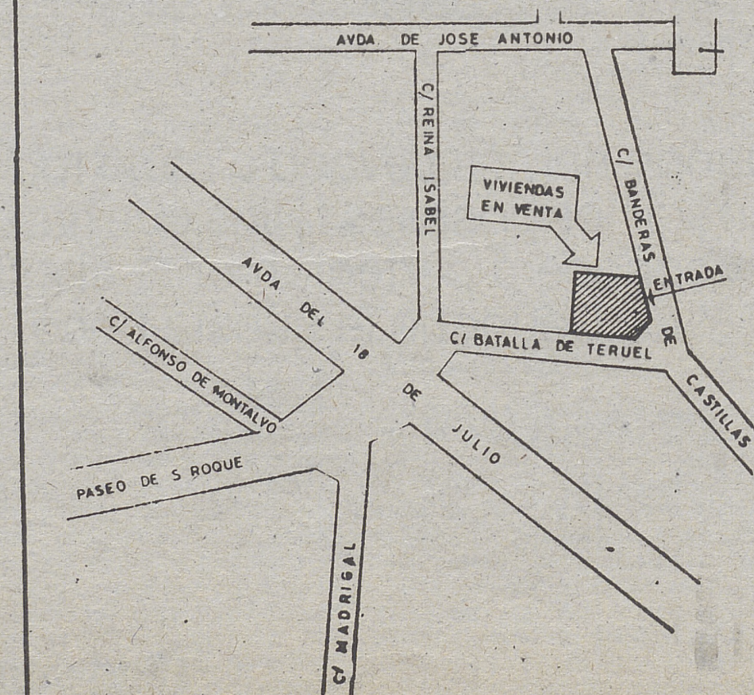 AVDA DE JOSE ANTONIO
C/ REINA ISABEL
C/ BANDERAS DE CASTILLAS
VIVIENDAS
EN VENTA
ENTRADA
AVDA DEL 18 DE JULIO
C/ BATALLA DE TERUEL
C/ ALFONSO DE MONTALVO
PASEO DE S ROQUE
C/ MADRIGAL